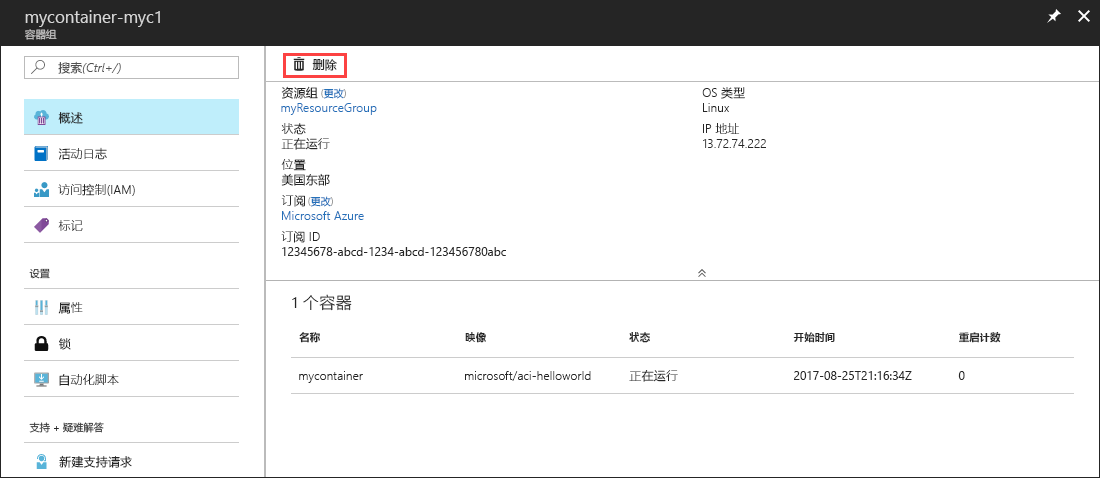 mycontainer-myc1
容器组
搜索(Ctrl+/)
概述
活动日志
访问控制(IAM)
标记
设置
属性
锁
自动化脚本
支持 + 疑难解答
新建支持请求
删除
资源组 (更改)
myResourceGroup
状态
正在运行
位置
美国东部
订阅 (更改)
Microsoft Azure
订阅 ID
12345678-abcd-1234-abcd-123456780abc
OS 类型
Linux
IP 地址
13.72.74.222
1 个容器
名称 映像 状态 开始时间 重启计数
mycontainer microsoft/aci-helloworld 正在运行 2017-08-25T21:16:34Z 0